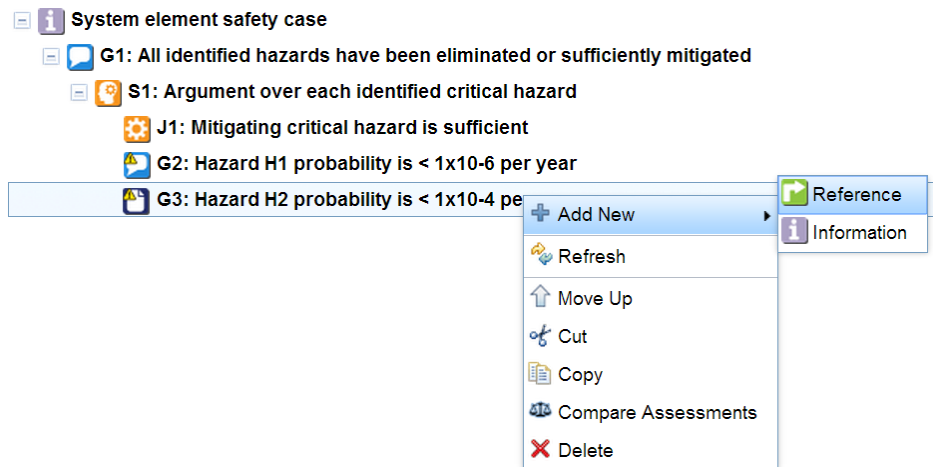 System element safety case
G1: All identified hazards have been eliminated or sufficiently mitigated
S1: Argument over each identified critical hazard
J1: Mitigating critical hazard is sufficient
G2: Hazard H1 probability is < 1x10-6 per year
G3: Hazard H2 probability is < 1x10-4 pe
Add New
Reference
Information
Refresh
Move Up
Cut
Copy
Compare Assessments
Delete